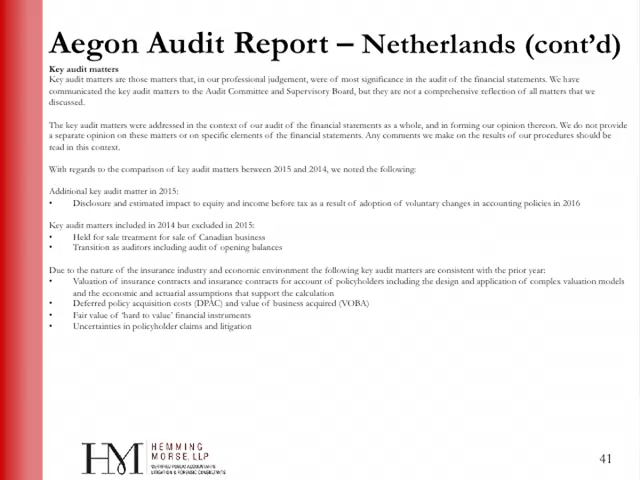 Aegon Audit Report – Netherlands (cont’d)
Key audit matters
Key audit matters are those matters that, in our professional judgement, were of most significance in the audit of the financial statements. We have
communicated the key audit matters to the Audit Committee and Supervisory Board, but they are not a comprehensive reflection of all matters that we
discussed.
The key audit matters were addressed in the context of our audit of the financial statements as a whole, and in forming our opinion thereon. We do not provide
a separate opinion on these matters or on specific elements of the financial statements. Any comments we make on the results of our procedures should be
read in this context.
With regards to the comparison of key audit matters between 2015 and 2014, we noted the following:
Additional key audit matter in 2015:
• Disclosure and estimated impact to equity and income before tax as a result of adoption of voluntary changes in accounting policies in 2016
Key audit matters included in 2014 but excluded in 2015:
• Held for sale treatment for sale of Canadian business
• Transition as auditors including audit of opening balances
Due to the nature of the insurance industry and economic environment the following key audit matters are consistent with the prior year:
• Valuation of insurance contracts and insurance contracts for account of policyholders including the design and application of complex valuation models
and the economic and actuarial assumptions that support the calculation
• Deferred policy acquisition costs (DPAC) and value of business acquired (VOBA)
• Fair value of ‘hard to value’ financial instruments
• Uncertainties in policyholder claims and litigation
HM
HEMMING
MORSE, LLP
CERTIFIED PUBLIC ACCOUNTANTS
LITIGATION & FORENSIC CONSULTANTS
41